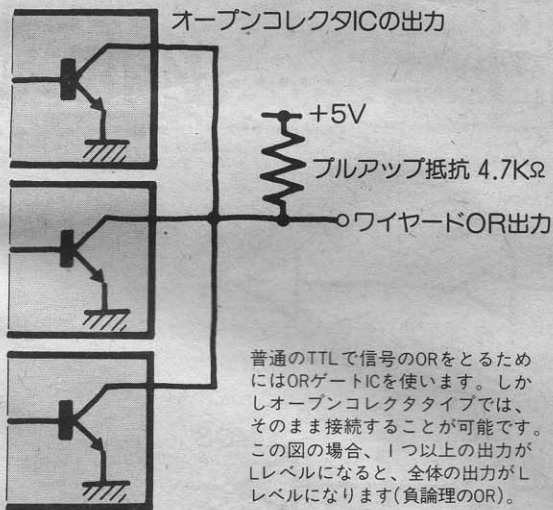 オープンコレクタICの出力
+5V
プルアップ抵抗 4.7KΩ
ワイヤードOR出力
普通のTTLで信号のORをとるため
にはORゲートICを使います。しか
しオープンコレクタタイプでは、
そのまま接続することが可能です。
この図の場合、1つ以上の出力が
Lレベルになると、全体の出力がL
レベルになります(負論理のOR)。